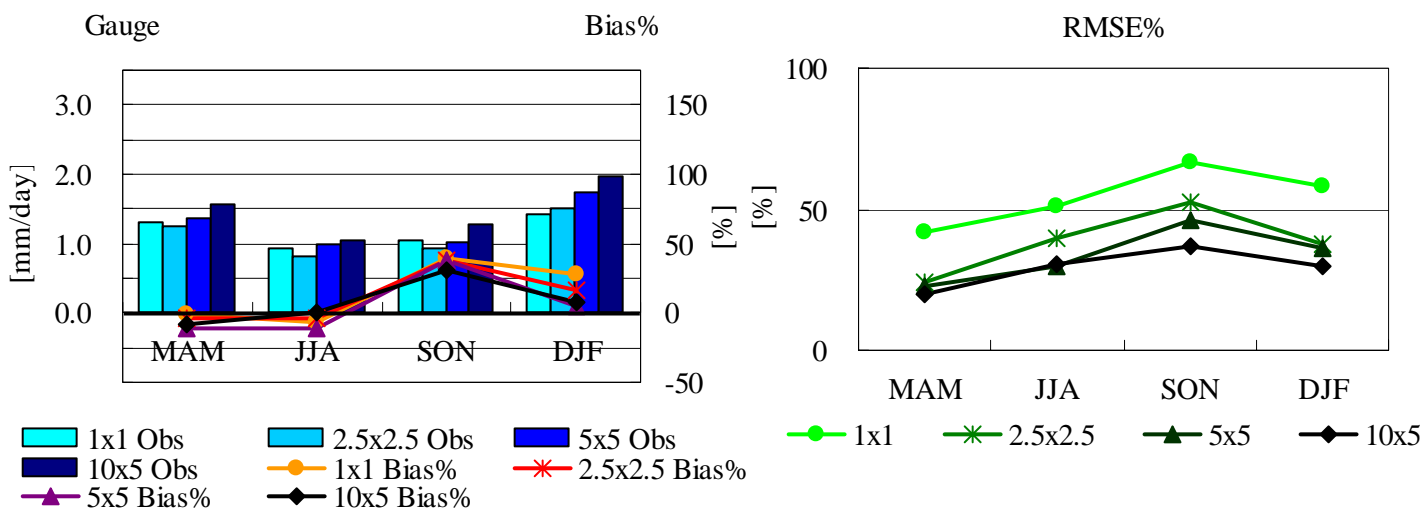 Gauge
Bias%
RMSE%
[mm/day]
3.0
2.0
1.0
0.0
150
100
50
0
-50
[%]
MAM JJA SON DJF
1x1 Obs 2.5x2.5 Obs 5x5 Obs
10x5 Obs 1x1 Bias% 2.5x2.5 Bias%
5x5 Bias% 10x5 Bias%
[%]
100
50
0
MAM JJA SON DJF
1x1 2.5x2.5 5x5 10x5